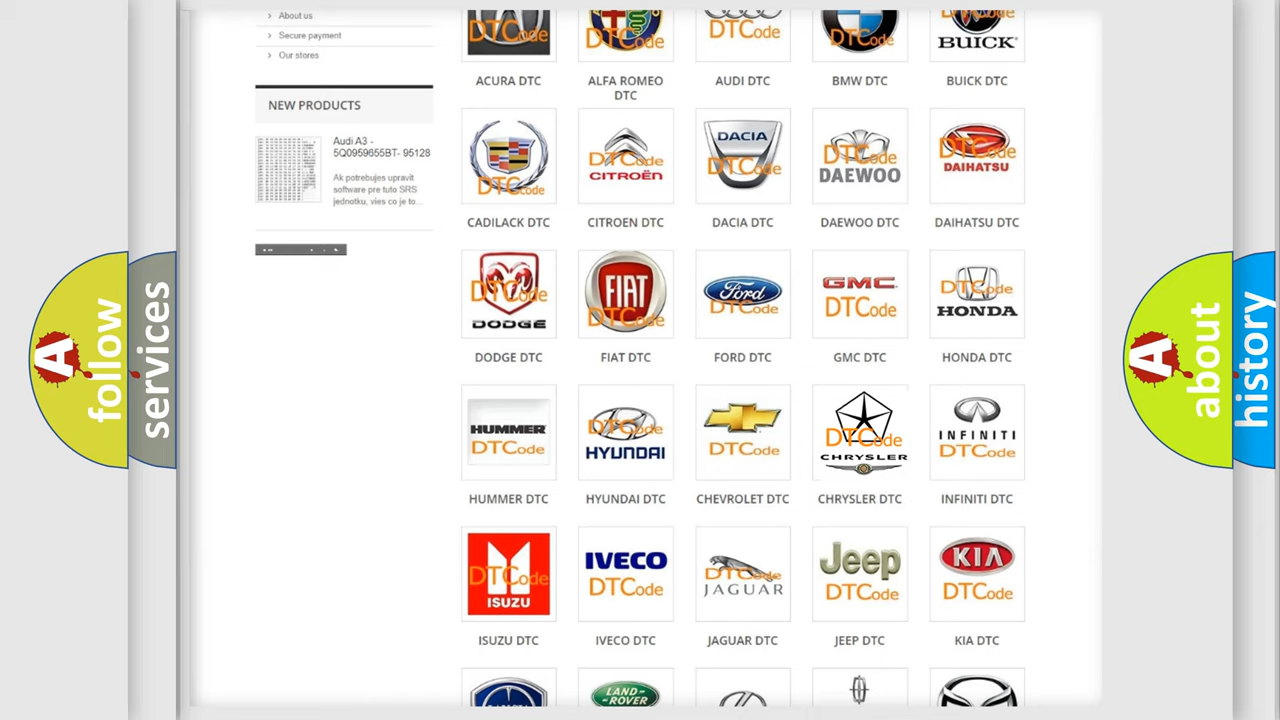 About us
Secure payment
Our stores
NEW PRODUCTS
Audi A3 -
5Q0959655BT- 95128
Ak potrebujes upravit
software pre tuto SRS
jednotku, vies co je to...
DTCode
DTCode
DTCode
DTCode
BUICK
ACURA DTC
ALFA ROMEO
DTC
AUDI DTC
BMW DTC
BUICK DTC
DTCode
DTCode
CITROËN
DACIA
DTCode
DTCode
DAEWOO
DTCode
DAIHATSU
CADILACK DTC
CITROEN DTC
DACIA DTC
DAEWOO DTC
DAIHATSU DTC
DTCode
DODGE
FIAT
DTCode
Ford
DTCode
GMC
DTCode
DTCode
HONDA
DODGE DTC
FIAT DTC
FORD DTC
GMC DTC
HONDA DTC
HUMMER
DTCode
DTCode
HYUNDAI
DTCode
DTCode
CHRYSLER
INFINITI
DTCode
HUMMER DTC
HYUNDAI DTC
CHEVROLET DTC
CHRYSLER DTC
INFINITI DTC
DTCode
ISUZU
IVECO
DTCode
DTCode
JAGUAR
Jeep
DTCode
KIA
DTCode
ISUZU DTC
IVECO DTC
JAGUAR DTC
JEEP DTC
KIA DTC
LAND-
ROVER
A
follow
services
A
about
history